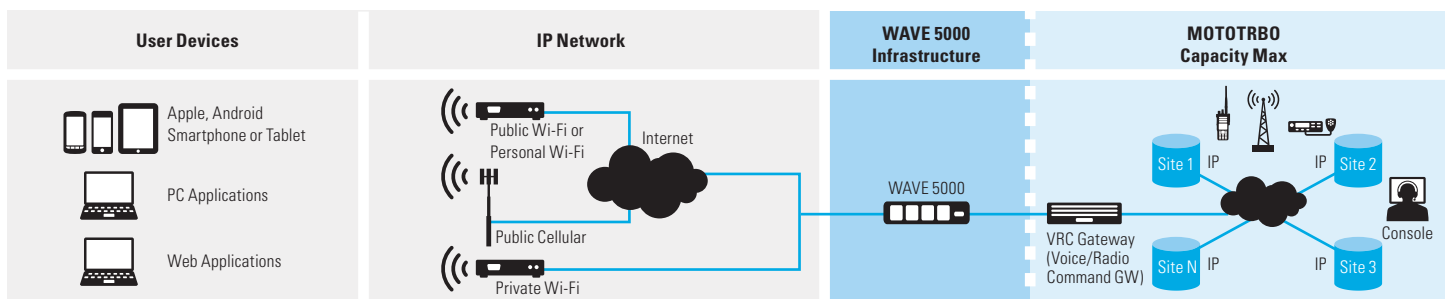 User Devices
IP Network
WAVE 5000
Infrastructure
MOTOTRBO
Capacity Max
Apple, Android
Smartphone or Tablet
PC Applications
Web Applications
Public Wi-Fi or
Personal Wi-Fi
Internet
Public Cellular
Private Wi-Fi
WAVE 5000
VRC Gateway
(Voice/Radio
Command GW)
Site 1
IP
IP
Site 2
Site N
IP
IP
Site 3
Console